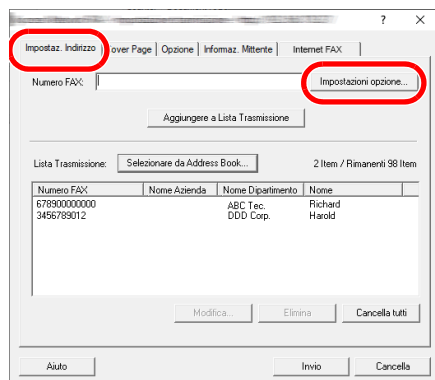 ? ×
Impostaz. Indirizzo over Page Opzione Informaz. Mittente Internet FAX
Numero FAX: Impostazioni opzione...
Aggiungere a Lista Trasmissione
Lista Trasmissione: Selezionare da Address Book... 2 Item / Rimanenti 98 Item
Numero FAX Nome Azienda Nome Dipartimento Nome
678900000000 ABC Tec. Richard
3456789012 DDD Corp. Harold
Modifica... Elimina Cancella tutti
Aiuto Invio Cancella